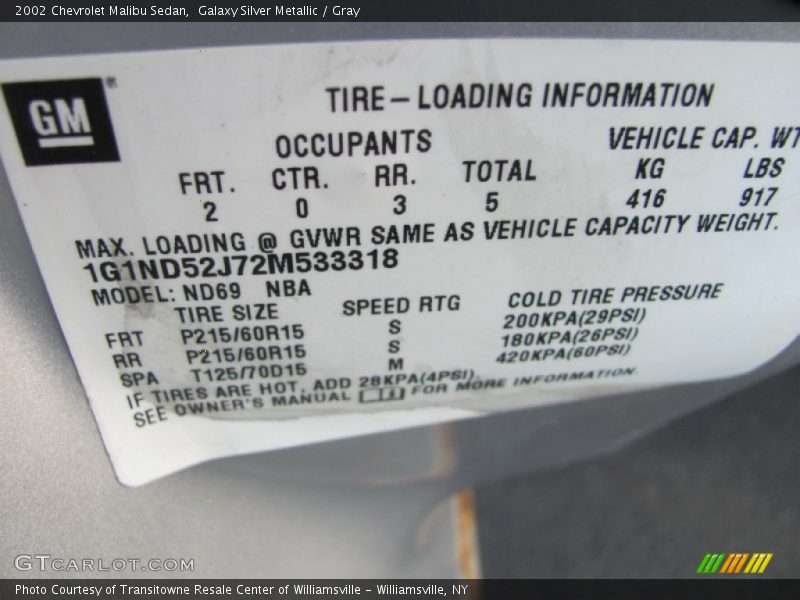 2002 Chevrolet Malibu Sedan, Galaxy Silver Metallic / Gray
GM
TIRE-LOADING INFORMATION
OCCUPANTS VEHICLE CAP. WT
FRT. CTR. RR. TOTAL KG LBS
2 0 3 5 416 917
MAX. LOADING @ GVWR SAME AS VEHICLE CAPACITY WEIGHT.
1G1ND52J72M533318
MODEL: ND69 NBA
TIRE SIZE SPEED RTG COLD TIRE PRESSURE
FRT P215/60R15 S 200KPA(29PSI)
RR P215/60R15 S 180KPA(26PSI)
SPA T125/70D15 M 420KPA(60PSI)
IF TIRES ARE HOT, ADD 28KPA(4PSI).
SEE OWNER'S MANUAL FOR MORE INFORMATION.
GTCARLOT.COM
Photo Courtesy of Transitowne Resale Center of Williamsville - Williamsville, NY